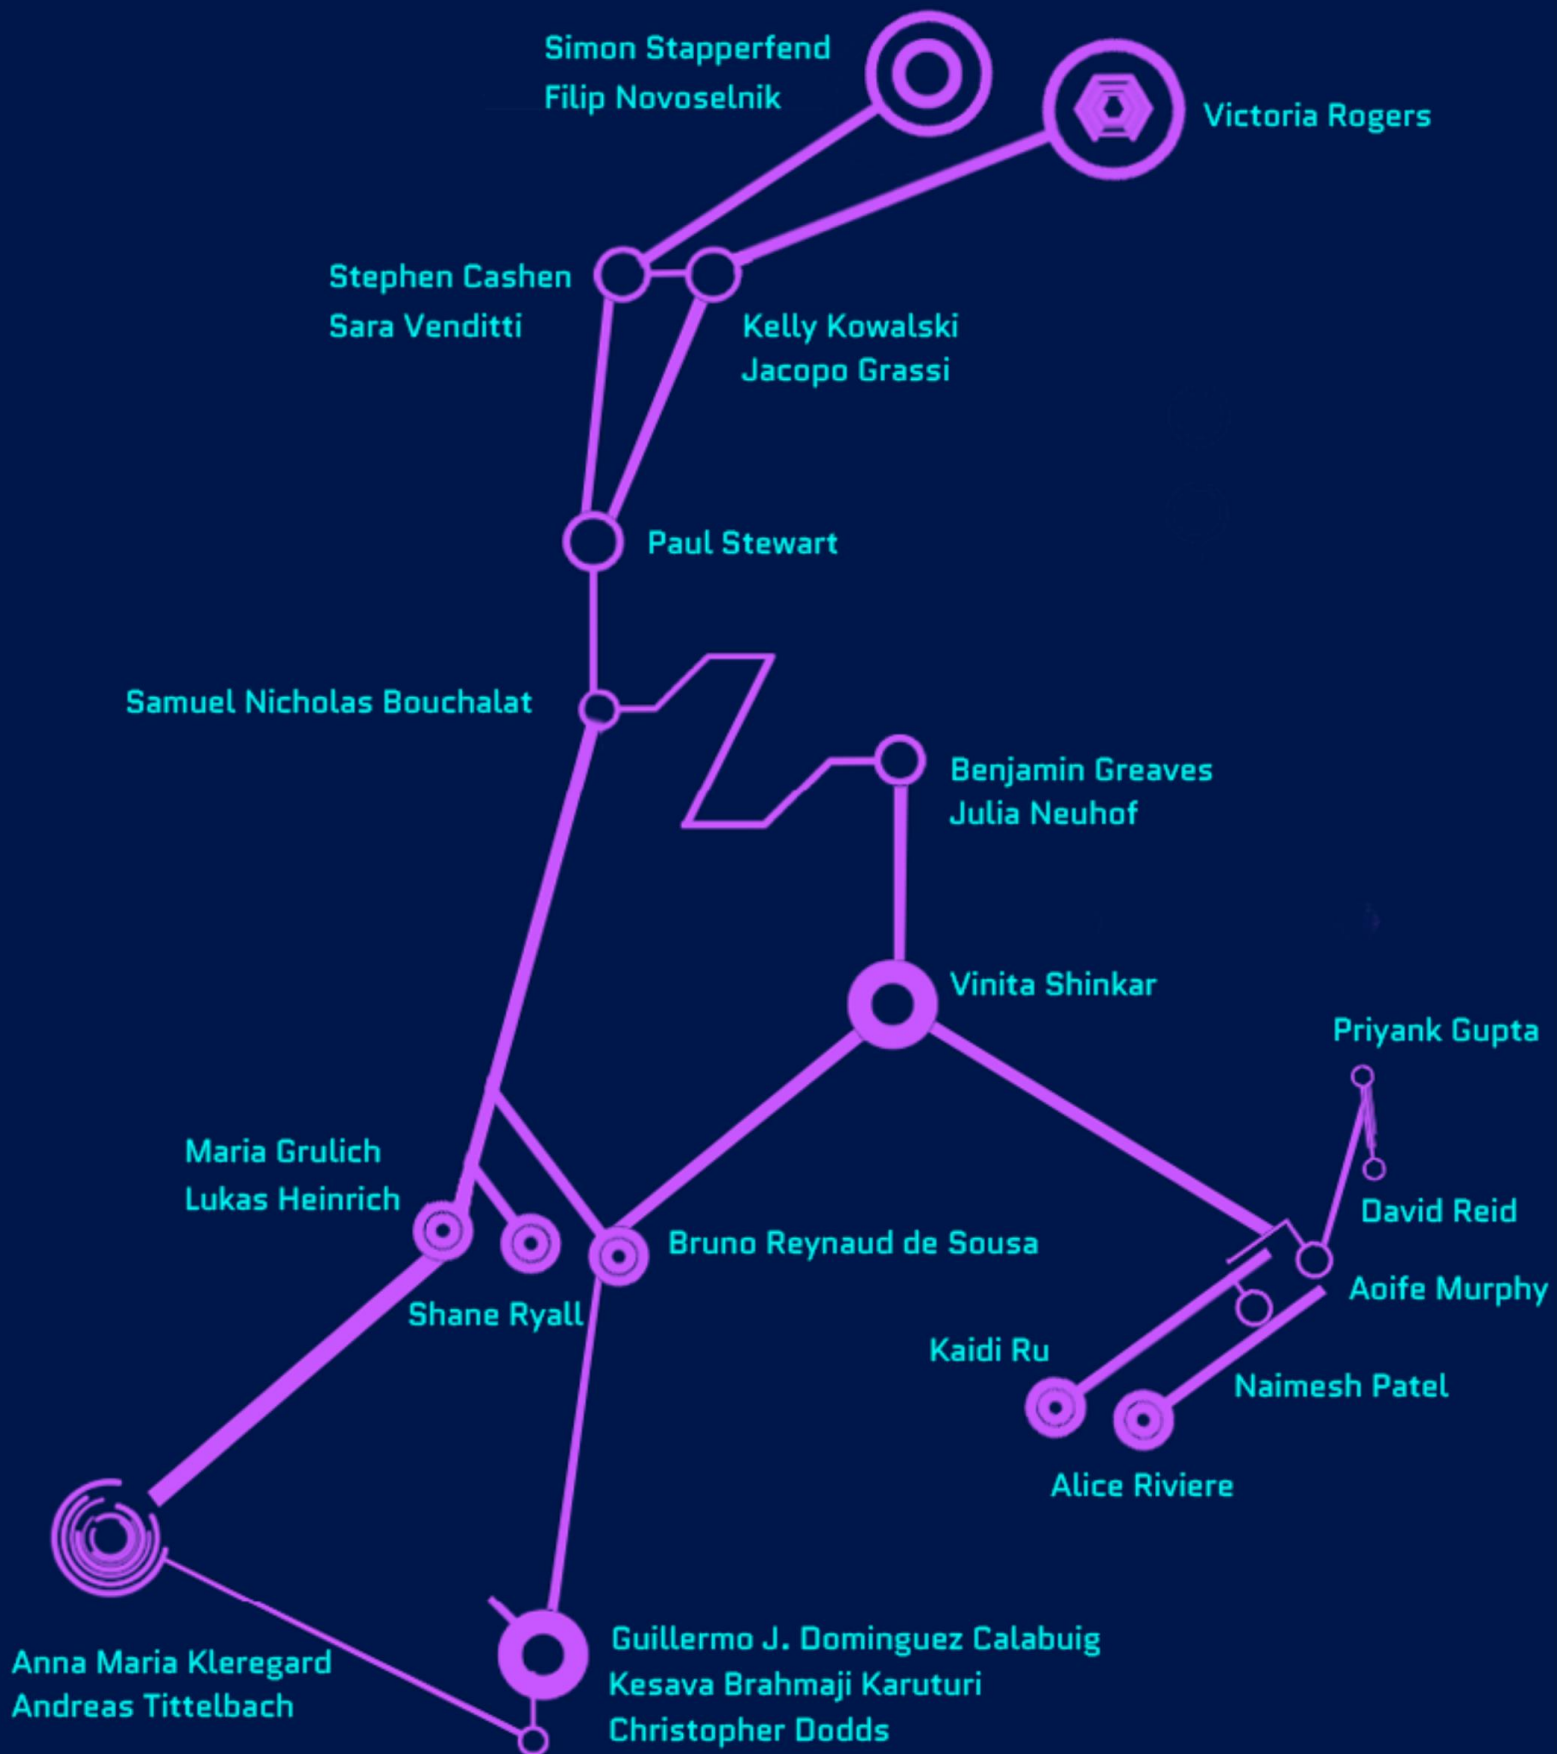 Simon Stapperfend
Filip Novoselnik
Victoria Rogers
Stephen Cashen
Sara Venditti
Kelly Kowalski
Jacopo Grassi
Paul Stewart
Samuel Nicholas Bouchalat
Benjamin Greaves
Julia Neuhof
Vinita Shinkar
Priyank Gupta
Maria Grulich
Lukas Heinrich
David Reid
Bruno Reynaud de Sousa
Aoife Murphy
Shane Ryall
Kaidi Ru
Naimesh Patel
Alice Riviere
Guillermo J. Dominguez Calabuig
Kesava Brahmaji Karuturi
Christopher Dodds
Anna Maria Kleregard
Andreas Tittelbach